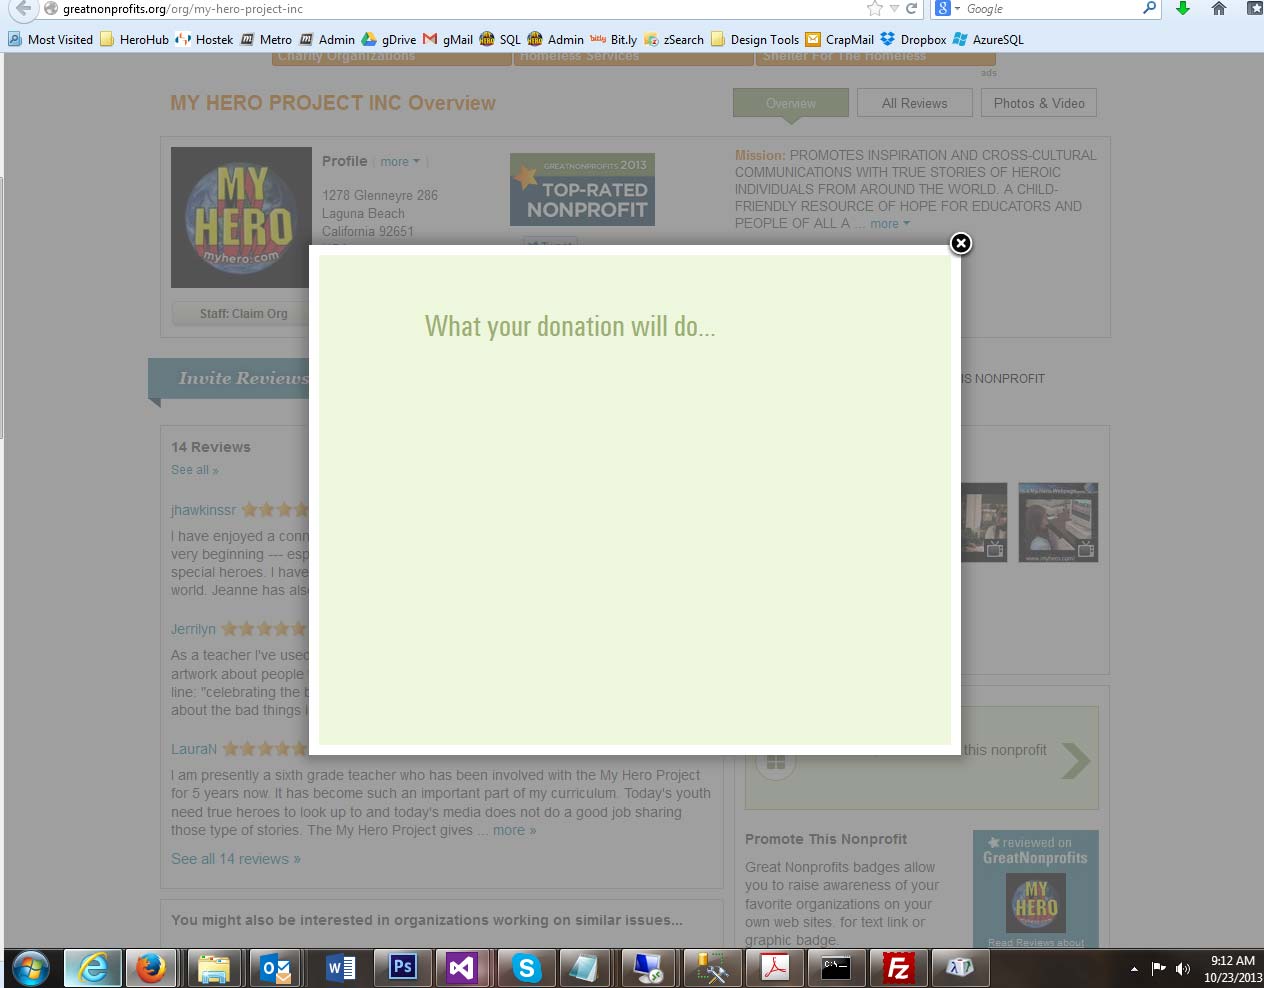 greatnonprofits.org/org/my-hero-project-inc
Google
Most Visited HeroHub Hostek Metro Admin gDrive gMail SQL Admin Bit.ly zSearch Design Tools CrapMail Dropbox AzureSQL
Charity Organizations Homeless Services Shelter For The Homeless
ads
MY HERO PROJECT INC Overview
Overview All Reviews Photos & Video
MY
HERO
myhero.com
Staff: Claim Org
Profile | more |
1278 Glenneyre 286
Laguna Beach
California 92651
GREATNONPROFITS 2013
TOP-RATED
NONPROFIT
Tweet
Mission: PROMOTES INSPIRATION AND CROSS-CULTURAL
COMMUNICATIONS WITH TRUE STORIES OF HEROIC
INDIVIDUALS FROM AROUND THE WORLD. A CHILD-
FRIENDLY RESOURCE OF HOPE FOR EDUCATORS AND
PEOPLE OF ALL A ... more
What your donation will do...
Invite Reviews
IS NONPROFIT
14 Reviews
See all »
jhawkinssr
I have enjoyed a conn
very beginning --- esp
special heroes. I have
world. Jeanne has als
Jerrilyn
As a teacher I've used
artwork about people
line: "celebrating the b
about the bad things i
LauraN
I am presently a sixth grade teacher who has been involved with the My Hero Project
for 5 years now. It has become such an important part of my curriculum. Today's youth
need true heroes to look up to and today's media does not do a good job sharing
those type of stories. The My Hero Project gives ... more »
See all 14 reviews »
You might also be interested in organizations working on similar issues...
www.myhero.com/
this nonprofit
Promote This Nonprofit
Great Nonprofits badges allow
you to raise awareness of your
favorite organizations on your
own web sites. for text link or
graphic badge.
reviewed on
GreatNonprofits
MY
HERO
Read Reviews about
9:12 AM
10/23/2013